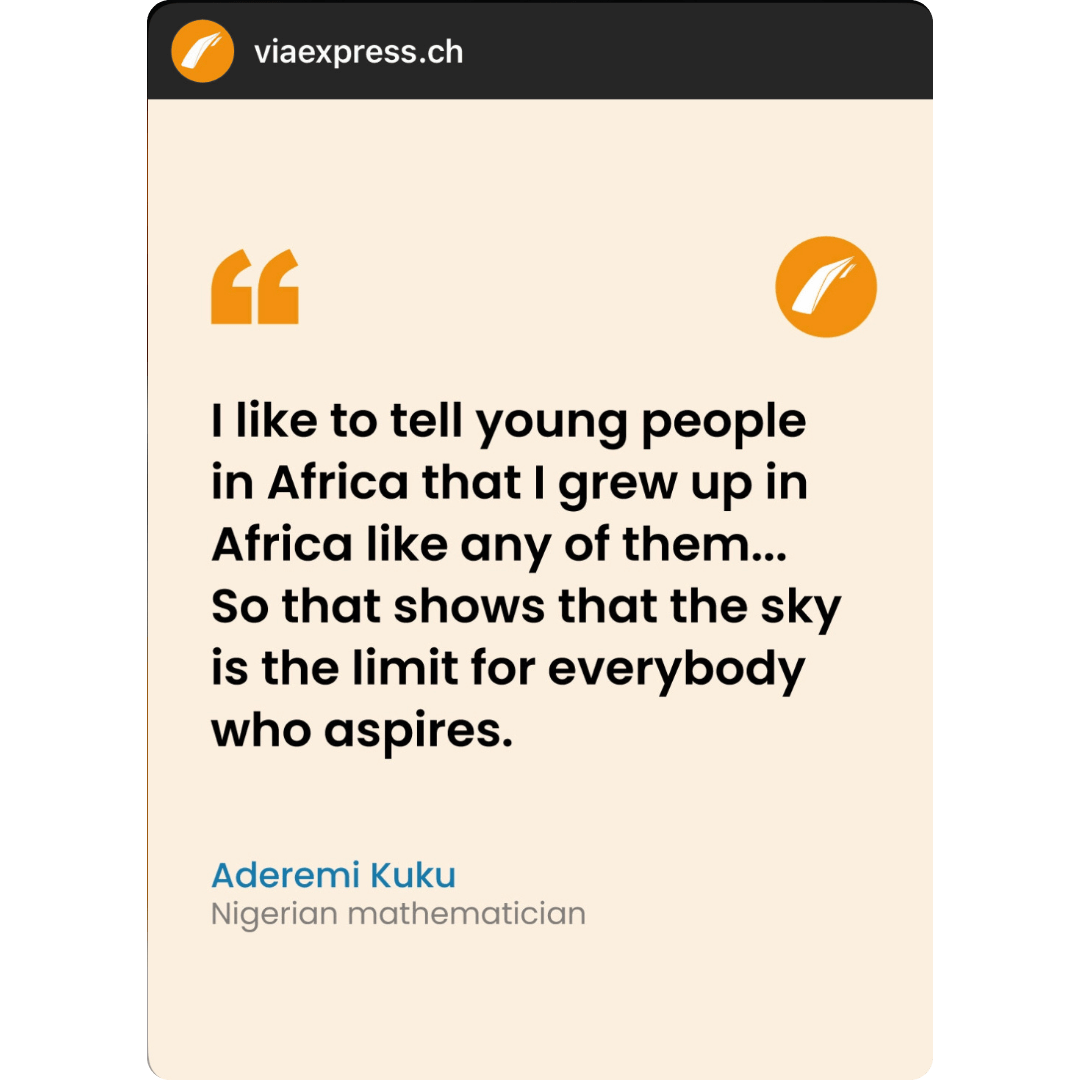 viaexpress.ch
“
I like to tell young people
in Africa that I grew up in
Africa like any of them...
So that shows that the sky
is the limit for everybody
who aspires.
Aderemi Kuku
Nigerian mathematician